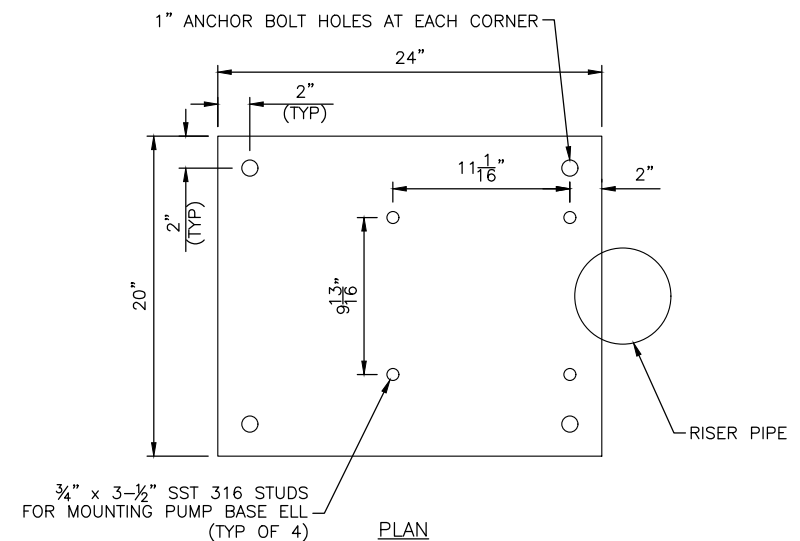 1" ANCHOR BOLT HOLES AT EACH CORNER
24"
2"
(TYP)
11 1/16"
2"
2"
(TYP)
20"
9 13/16"
RISER PIPE
¾" x 3-½" SST 316 STUDS
FOR MOUNTING PUMP BASE ELL
(TYP OF 4)
PLAN